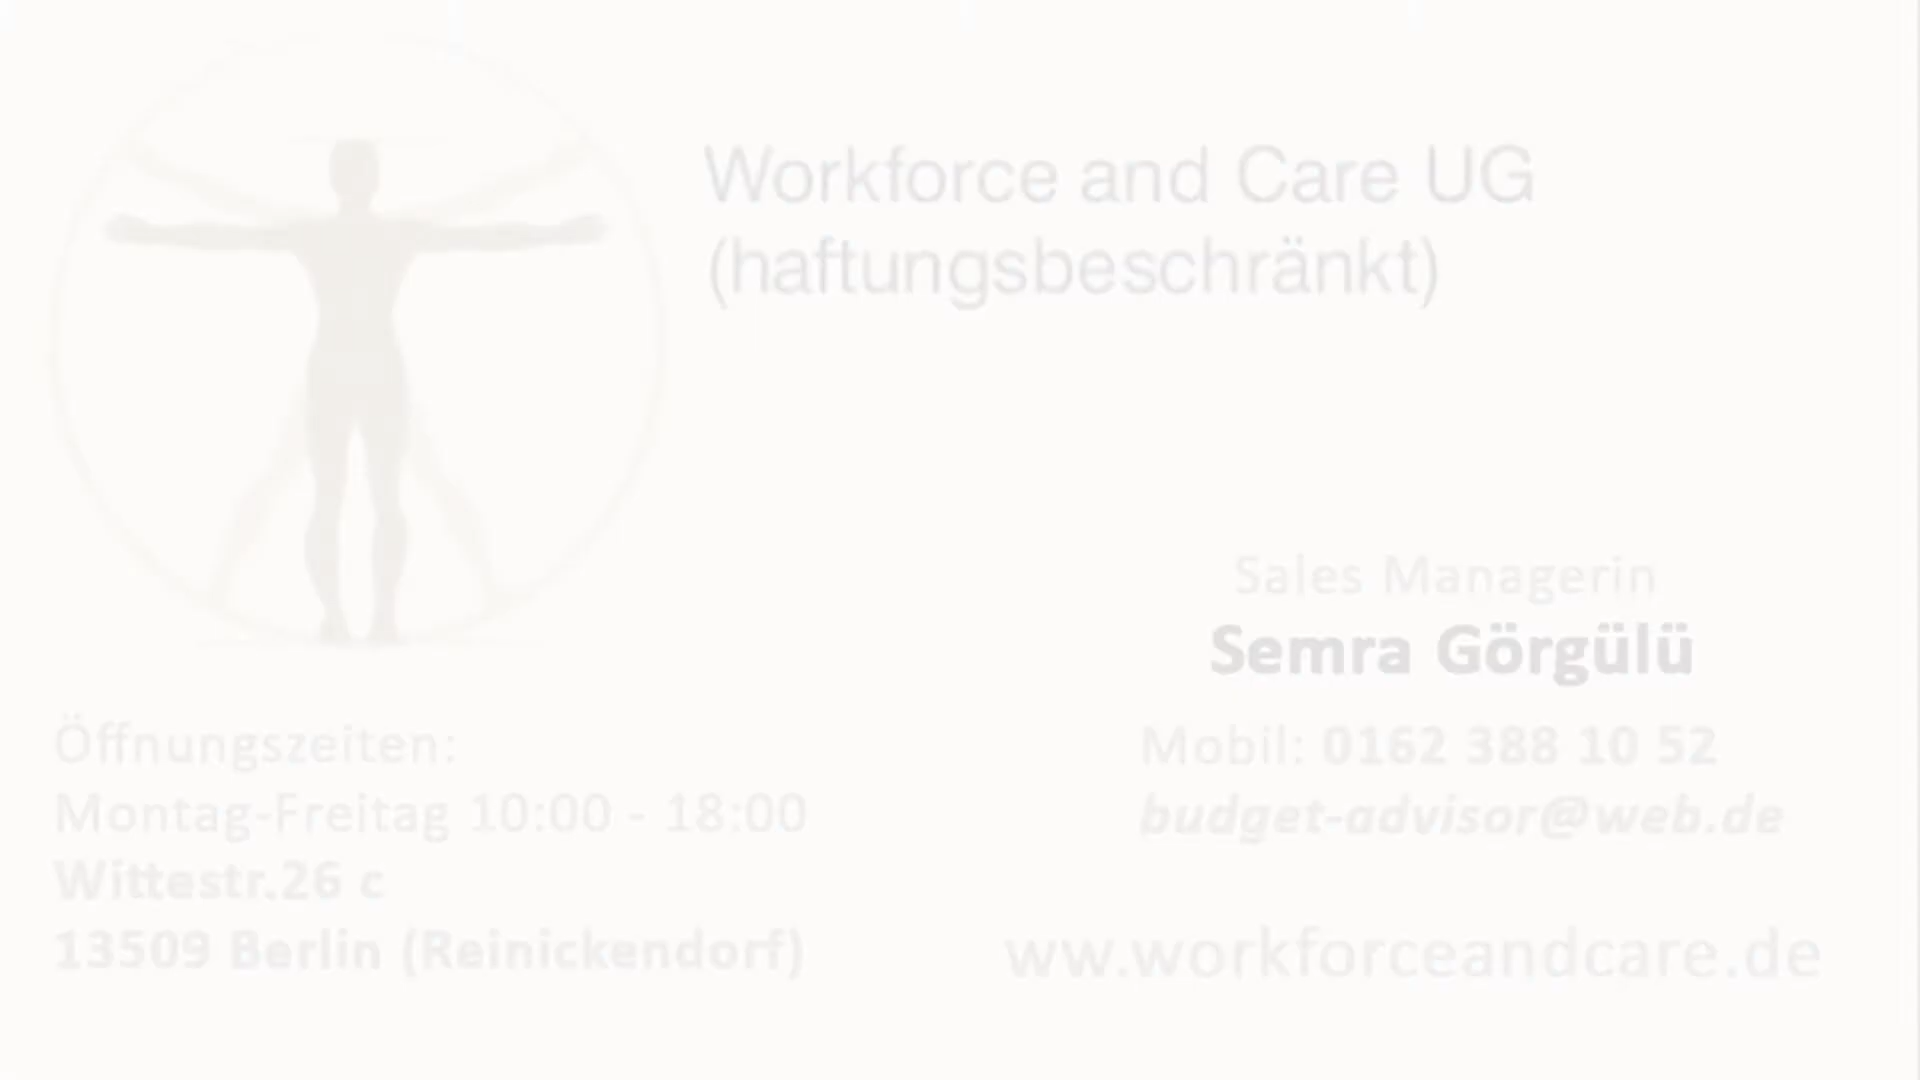 Workforce and Care UG
(haftungsbeschränkt)
Sales Managerin
Semra Görgülü
Mobil: 0162 388 10 52
budget-advisor@web.de
www.workforceandcare.de
Öffnungszeiten:
Montag-Freitag 10:00 - 18:00
Wittestr.26 c
13509 Berlin (Reinickendorf)